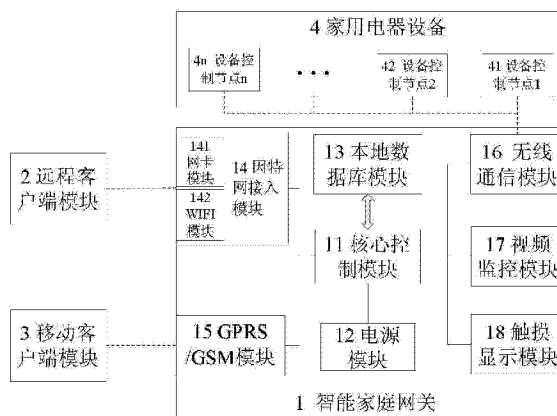 4 家用电器设备
4n 设备控
制节点n
• • •
42 设备控
制节点2
41 设备控
制节点1
2 远程客
户端模块
141
网卡
模块
142
WIFI
模块
14 因特
网接入
模块
13 本地数
据库模块
16 无线
通信模块
11 核心控
制模块
17 视频
监控模块
3 移动客
户端模块
15 GPRS
/GSM模块
12 电源
模块
18 触摸
显示模块
1 智能家庭网关